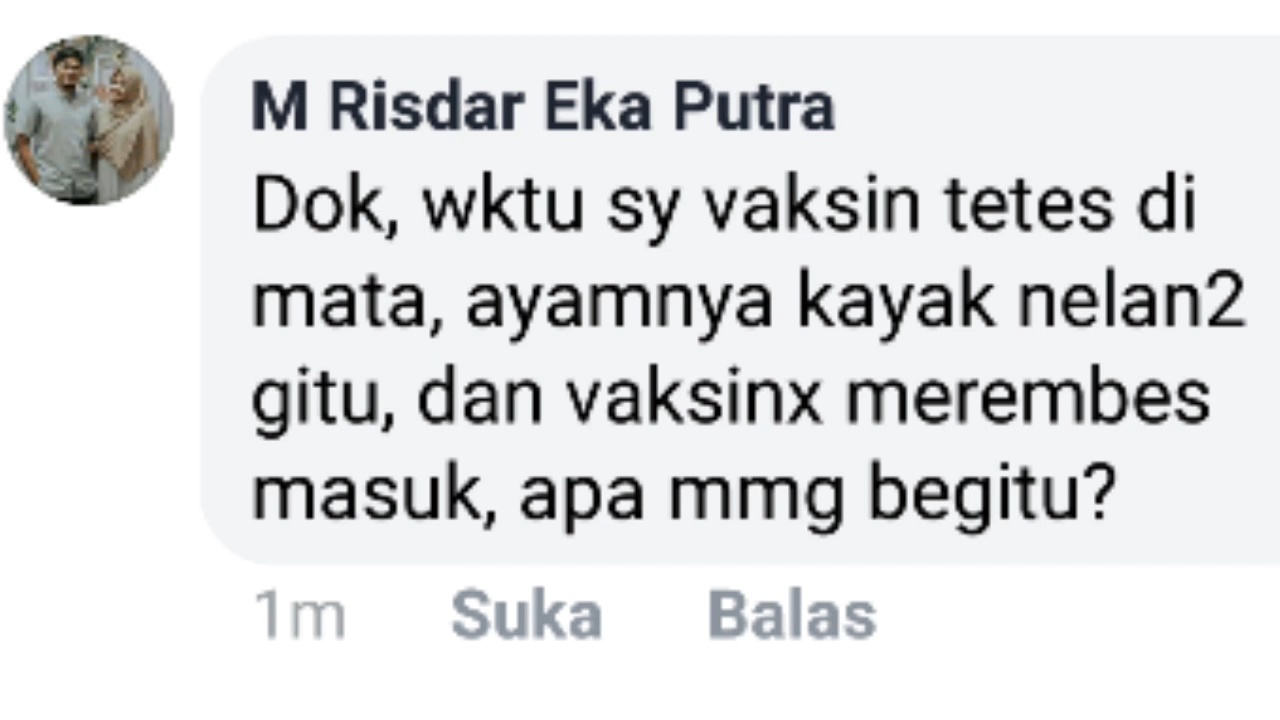 M Risdar Eka Putra
Dok, wktu sy vaksin tetes di
mata, ayamnya kayak nelan2
gitu, dan vaksinx merembes
masuk, apa mmg begitu?
1m Suka Balas